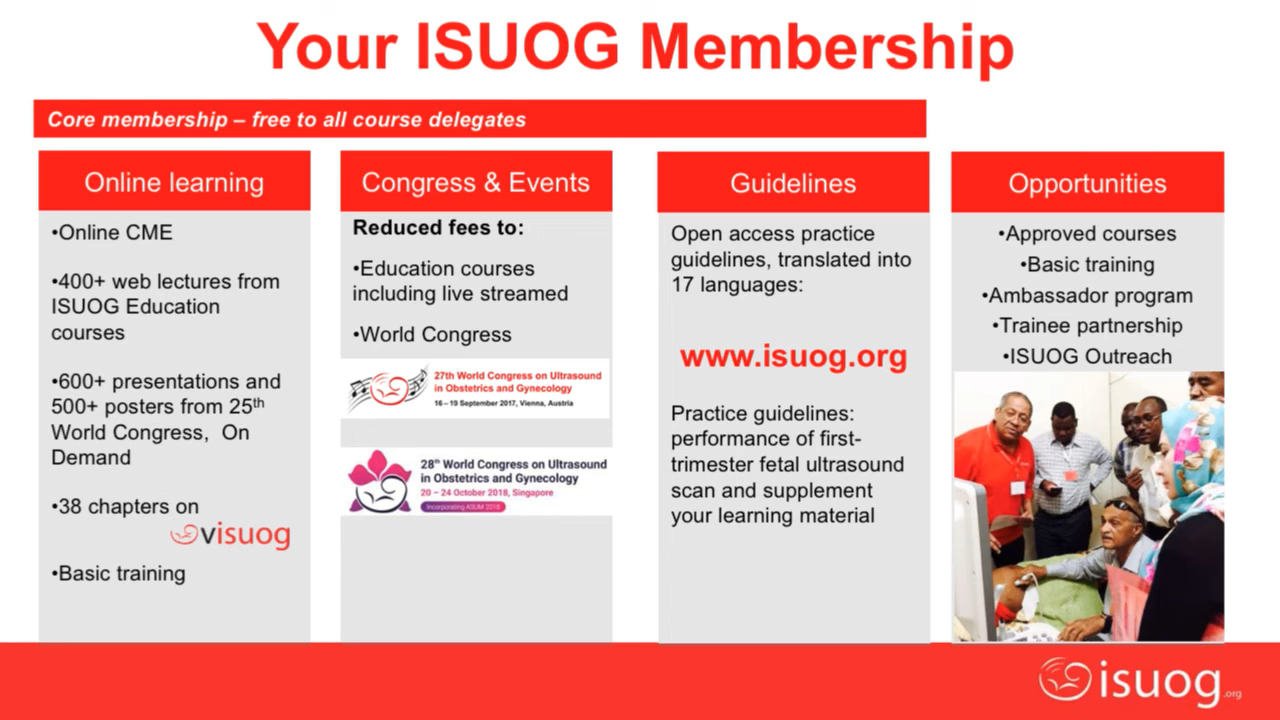 Your ISUOG Membership
Core membership – free to all course delegates
Online learning
•Online CME
•400+ web lectures from
ISUOG Education
courses
•600+ presentations and
500+ posters from 25th
World Congress, On
Demand
•38 chapters on
visuog
•Basic training
Congress & Events
Reduced fees to:
•Education courses
including live streamed
•World Congress
27th World Congress on Ultrasound
in Obstetrics and Gynecology
16 – 19 September 2017, Vienna, Austria
28th World Congress on Ultrasound
in Obstetrics and Gynecology
20 – 24 October 2018, Singapore
Incorporating ASUM 2018
Guidelines
Open access practice
guidelines, translated into
17 languages:
www.isuog.org
Practice guidelines:
performance of first-
trimester fetal ultrasound
scan and supplement
your learning material
Opportunities
•Approved courses
•Basic training
•Ambassador program
•Trainee partnership
•ISUOG Outreach
isuog.org